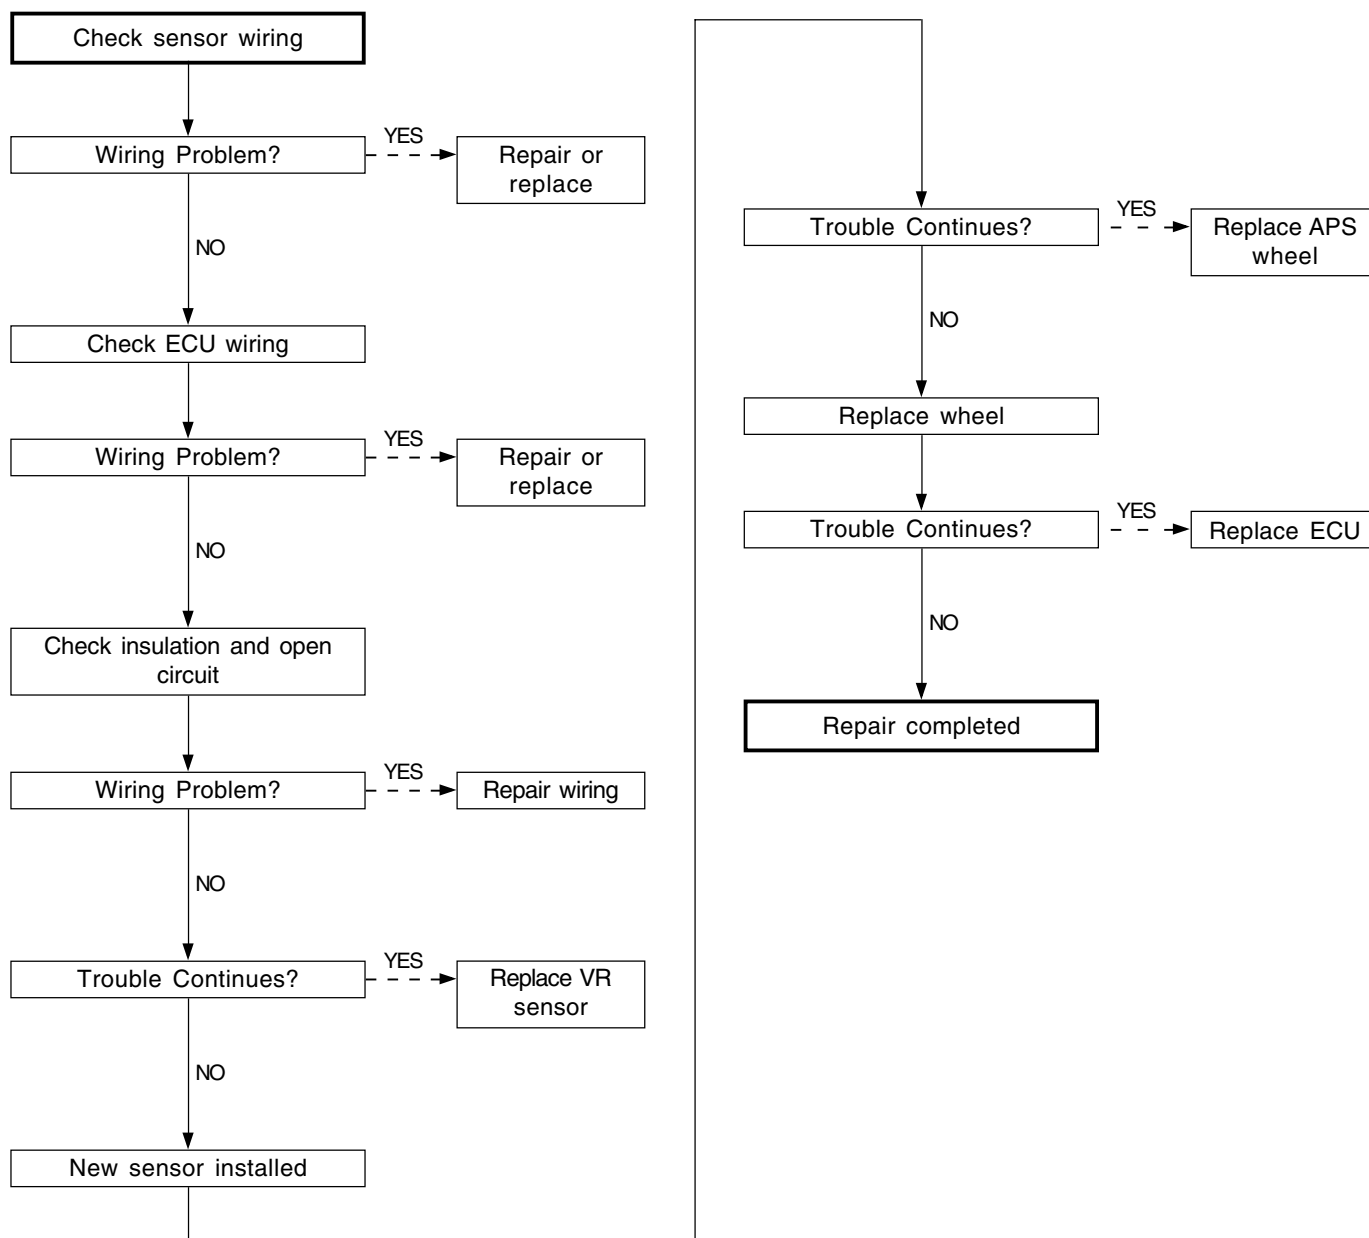 Check sensor wiring
Wiring Problem?
YES
Repair or
replace
NO
Check ECU wiring
Wiring Problem?
YES
Repair or
replace
NO
Check insulation and open
circuit
Wiring Problem?
YES
Repair wiring
NO
Trouble Continues?
YES
Replace VR
sensor
NO
New sensor installed
Trouble Continues?
YES
Replace APS
wheel
NO
Replace wheel
Trouble Continues?
YES
Replace ECU
NO
Repair completed